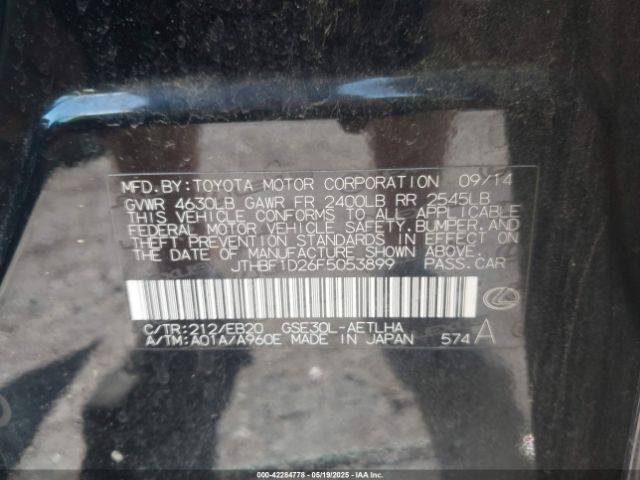 MFD.BY:TOYOTA MOTOR CORPORATION 09/14
GVWR 4630LB GAWR FR 2400LB RR 2545LB
THIS VEHICLE CONFORMS TO ALL APPLICABLE
FEDERAL MOTOR VEHICLE SAFETY,BUMPER,AND
THEFT PREVENTION STANDARDS IN EFFECT ON
THE DATE OF MANUFACTURE SHOWN ABOVE.
JTHBF1D26F5053899 PASS.CAR
C/TR:212/EB20 GSE30L-AETLHA
A/TM:A01A/A960E MADE IN JAPAN 574 A
000-42284778 - 05/19/2025 - IAAI.COM